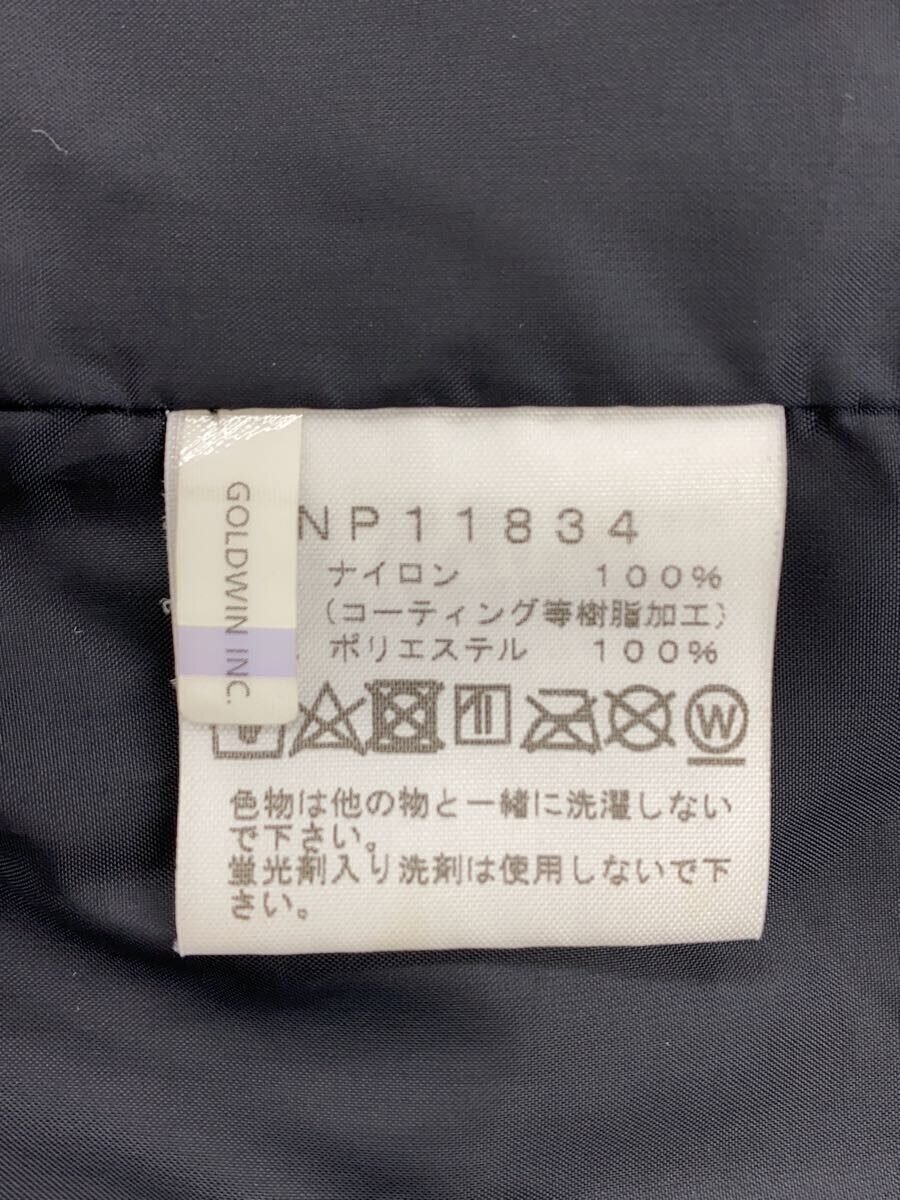 GOLDWIN INC.
NP11834
ナイロン 100%
(コーティング等樹脂加工)
ポリエステル 100%
W
色物は他の物と一緒に洗濯しない
で下さい。
蛍光剤入り洗剤は使用しないで下
さい。